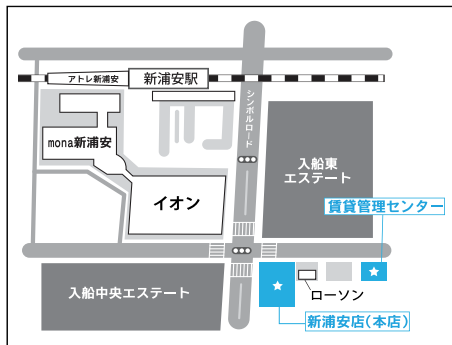 アトレ新浦安
新浦安駅
シンボルロード
mona新浦安
イオン
入船東
エステート
賃貸管理センター
入船中央エステート
ローソン
新浦安店(本店)